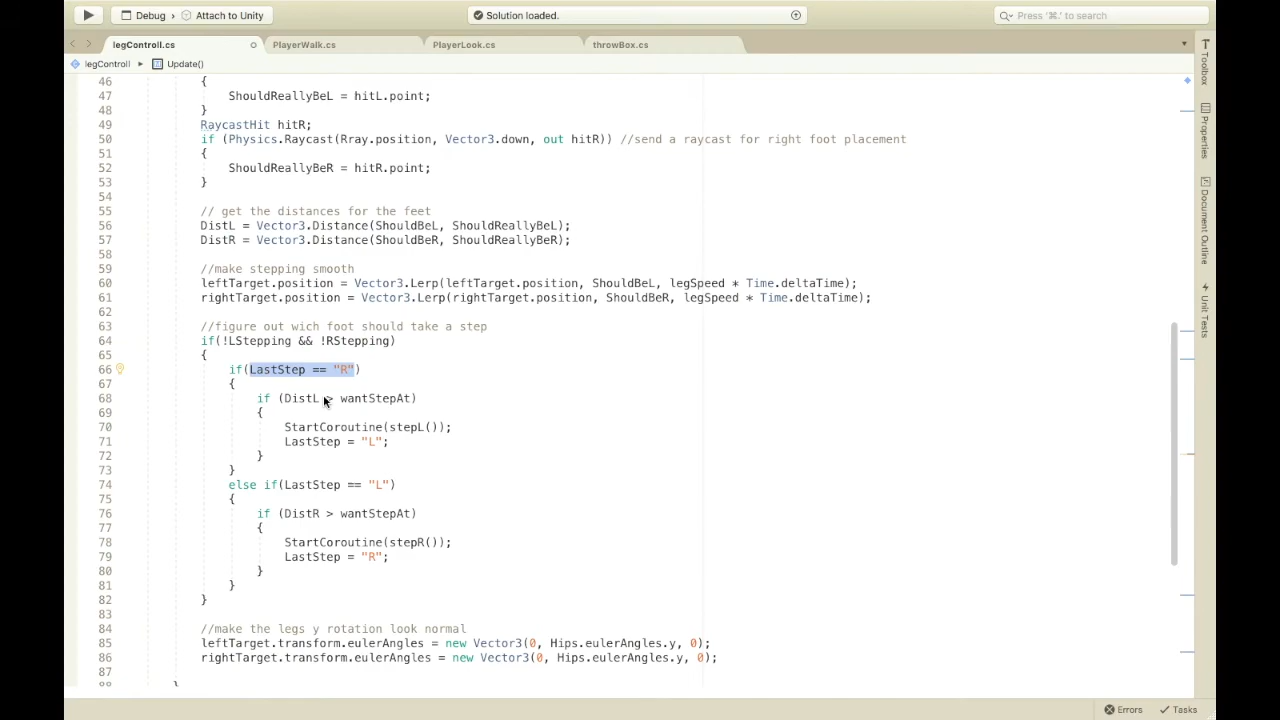 Debug › Attach to Unity
Solution loaded.
Press '⌘.' to search
legControll.cs
PlayerWalk.cs
PlayerLook.cs
throwBox.cs
legControll ▸ Update()
46 {
47 ShouldReallyBeL = hitL.point;
48 }
49 RaycastHit hitR;
50 if (Physics.Raycast(Rray.position, Vector3.down, out hitR)) //send a raycast for right foot placement
51 {
52 ShouldReallyBeR = hitR.point;
53 }
54
55 // get the distances for the feet
56 DistL = Vector3.Distance(ShouldBeL, ShouldReallyBeL);
57 DistR = Vector3.Distance(ShouldBeR, ShouldReallyBeR);
58
59 //make stepping smooth
60 leftTarget.position = Vector3.Lerp(leftTarget.position, ShouldBeL, legSpeed * Time.deltaTime);
61 rightTarget.position = Vector3.Lerp(rightTarget.position, ShouldBeR, legSpeed * Time.deltaTime);
62
63 //figure out wich foot should take a step
64 if(!LStepping && !RStepping)
65 {
66 if(LastStep == "R")
67 {
68 if (DistL > wantStepAt)
69 {
70 StartCoroutine(stepL());
71 LastStep = "L";
72 }
73 }
74 else if(LastStep == "L")
75 {
76 if (DistR > wantStepAt)
77 {
78 StartCoroutine(stepR());
79 LastStep = "R";
80 }
81 }
82 }
83
84 //make the legs y rotation look normal
85 leftTarget.transform.eulerAngles = new Vector3(0, Hips.eulerAngles.y, 0);
86 rightTarget.transform.eulerAngles = new Vector3(0, Hips.eulerAngles.y, 0);
87
88 }
Toolbox
Properties
Document Outline
Unit Tests
Errors
Tasks